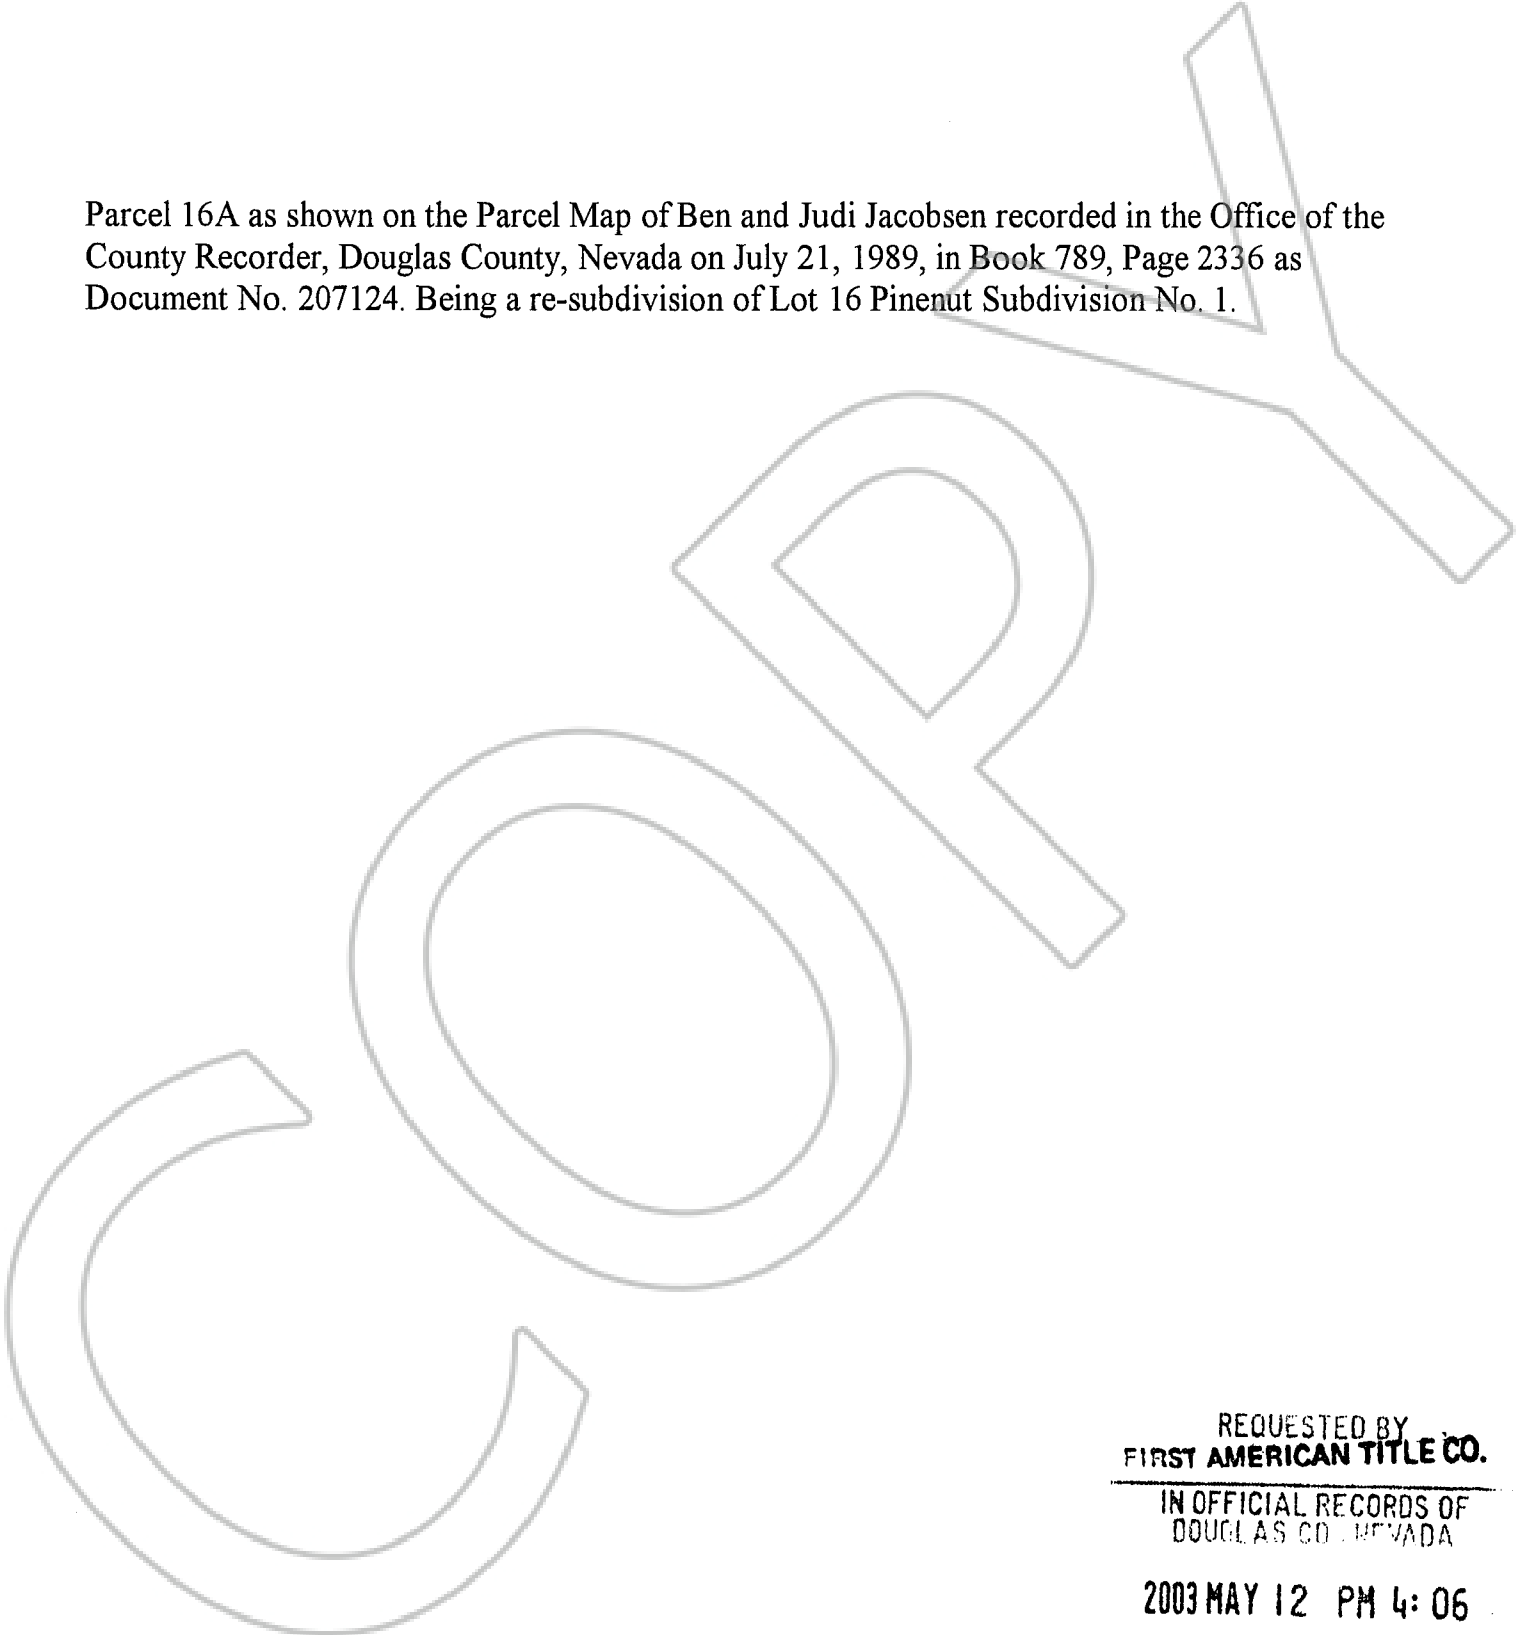 Parcel 16A as shown on the Parcel Map of Ben and Judi Jacobsen recorded in the Office of the
County Recorder, Douglas County, Nevada on July 21, 1989, in Book 789, Page 2336 as
Document No. 207124. Being a re-subdivision of Lot 16 Pinenut Subdivision No. 1.
COPY
REQUESTED BY
FIRST AMERICAN TITLE CO.
IN OFFICIAL RECORDS OF
DOUGLAS CO. NEVADA
2003 MAY 12 PM 4:06